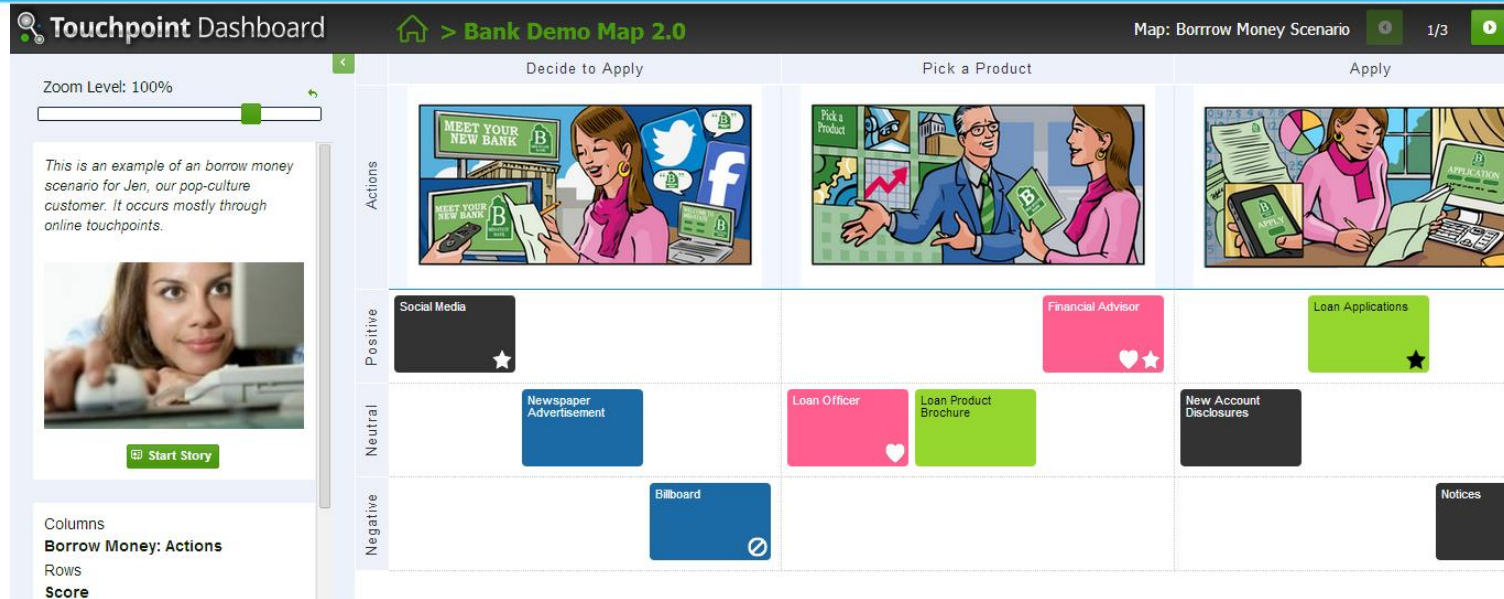 Touchpoint Dashboard
> Bank Demo Map 2.0
Map: Borrrow Money Scenario
1/3
Zoom Level: 100%
This is an example of an borrow money
scenario for Jen, our pop-culture
customer. It occurs mostly through
online touchpoints.
Start Story
Columns
Borrow Money: Actions
Rows
Score
Decide to Apply
Pick a Product
Apply
Actions
MEET YOUR
NEW BANK
B
"B"
"B"
MEET YOUR
NEW BANK
B
B
Pick a
Product
B
B
APPLY
B
APPLICATION
Positive
Social Media
Financial Advisor
Loan Applications
Neutral
Newspaper
Advertisement
Loan Officer
Loan Product
Brochure
New Account
Disclosures
Negative
Billboard
Notices